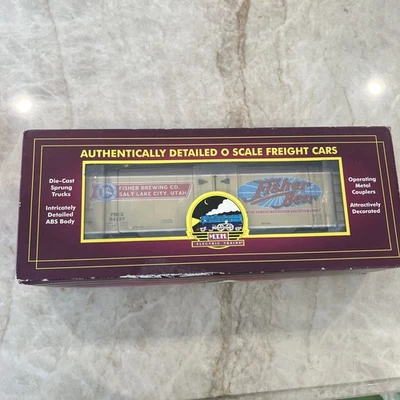 AUTHENTICALLY DETAILED O SCALE FREIGHT CARS
Die-Cast
Sprung
Trucks
Intricately
Detailed
ABS Body
FISHER BREWING CO.
SALT LAKE CITY, UTAH
Fisher
Beer
M.T.H.
ELECTRIC TRAINS
Operating
Metal
Couplers
Attractively
Decorated